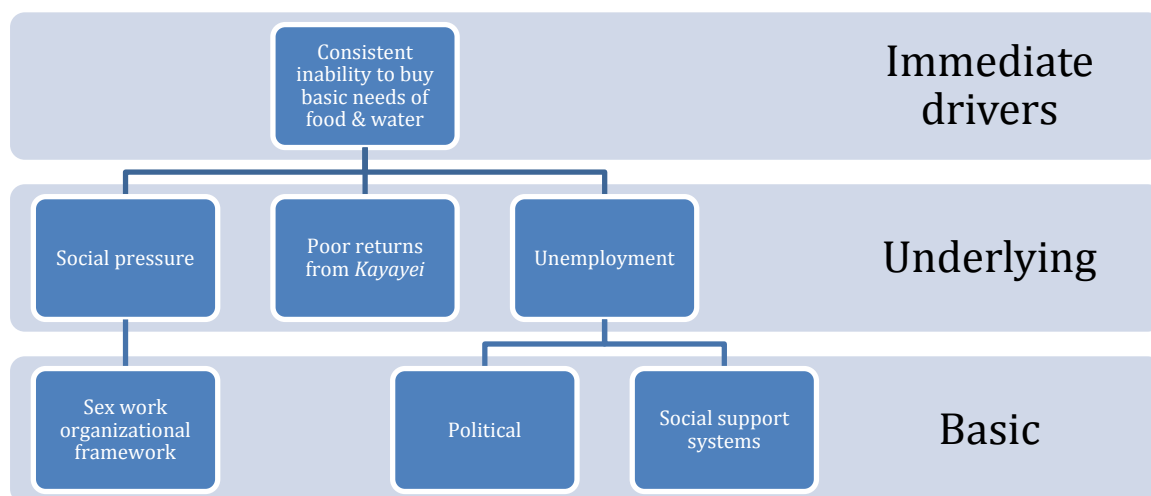 Consistent
inability to buy
basic needs of
food & water
Immediate
drivers
Social pressure
Poor returns
from Kayayei
Unemployment
Underlying
Sex work
organizational
framework
Political
Social support
systems
Basic